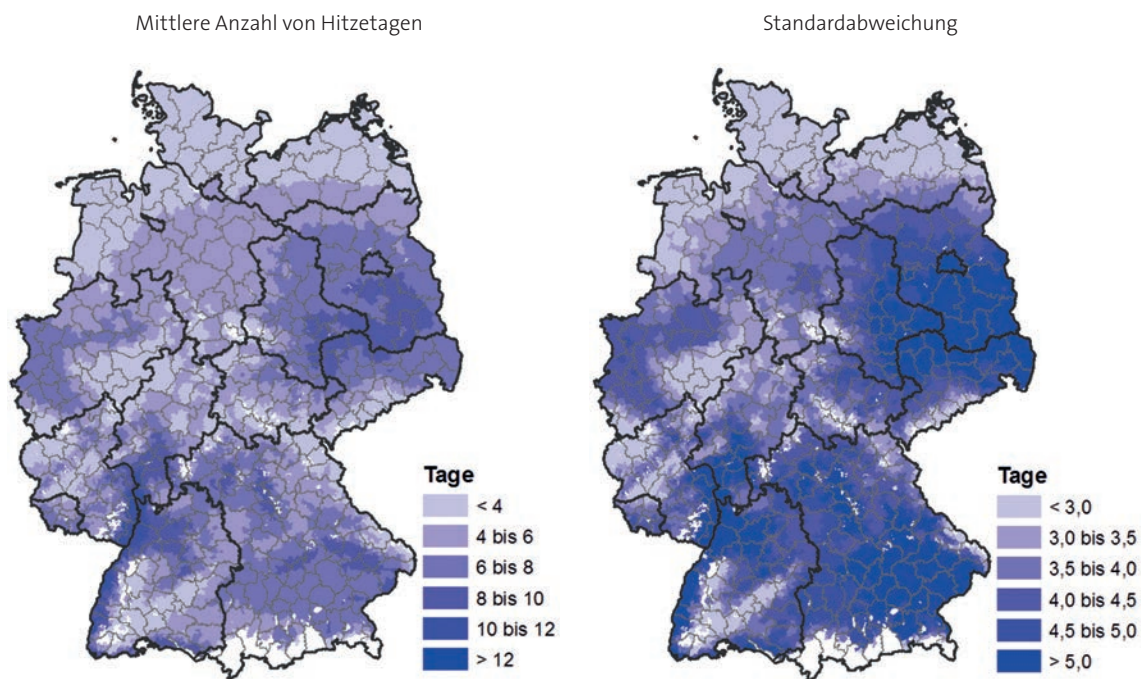 Mittlere Anzahl von Hitzetagen
Standardabweichung
Tage
< 4
4 bis 6
6 bis 8
8 bis 10
10 bis 12
> 12
Tage
< 3,0
3,0 bis 3,5
3,5 bis 4,0
4,0 bis 4,5
4,5 bis 5,0
> 5,0